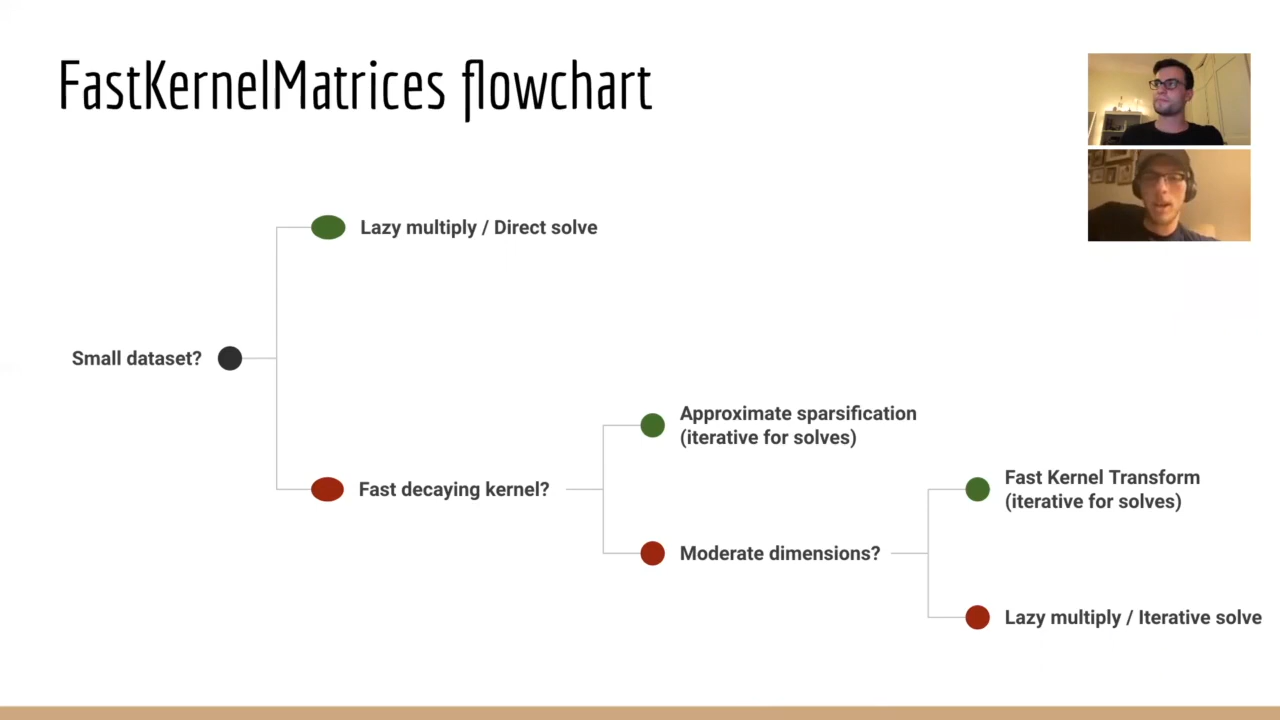 FastKernelMatrices flowchart
Lazy multiply / Direct solve
Small dataset?
Approximate sparsification
(iterative for solves)
Fast decaying kernel?
Fast Kernel Transform
(iterative for solves)
Moderate dimensions?
Lazy multiply / Iterative solve